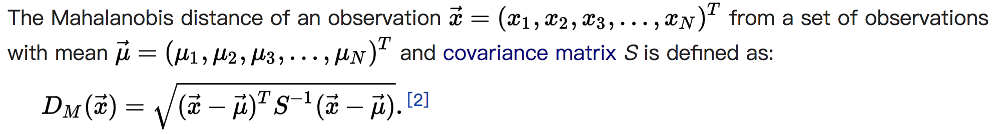 The Mahalanobis distance of an observation $\vec{x} = (x_1, x_2, x_3, \ldots, x_N)^T$ from a set of observations
with mean $\vec{\mu} = (\mu_1, \mu_2, \mu_3, \ldots, \mu_N)^T$ and covariance matrix S is defined as:
$D_M(\vec{x}) = \sqrt{(\vec{x} - \vec{\mu})^T S^{-1} (\vec{x} - \vec{\mu})}.$ [2]